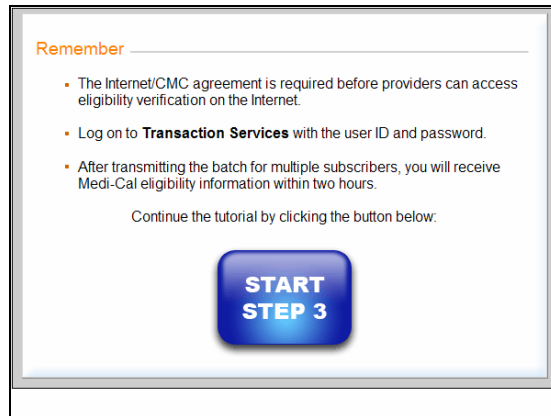 Remember
▪ The Internet/CMC agreement is required before providers can access
eligibility verification on the Internet.
▪ Log on to Transaction Services with the user ID and password.
▪ After transmitting the batch for multiple subscribers, you will receive
Medi-Cal eligibility information within two hours.
Continue the tutorial by clicking the button below:
START
STEP 3